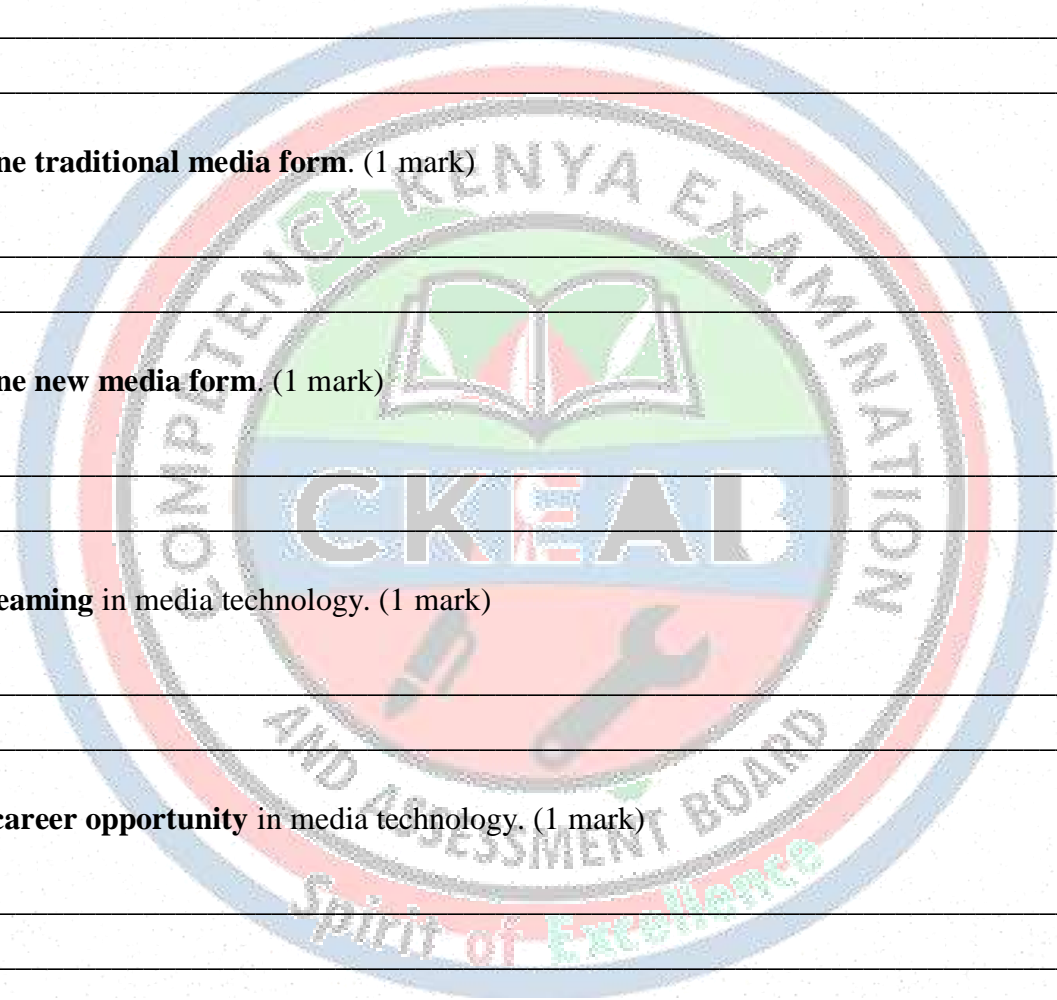 ne traditional media form. (1 mark)
COMPETENCE KENYA EXAMINATION
ne new media form. (1 mark)
CKEAB
eaming in media technology. (1 mark)
AND ASSESSMENT BOARD
career opportunity in media technology. (1 mark)
Spirit of Excellence